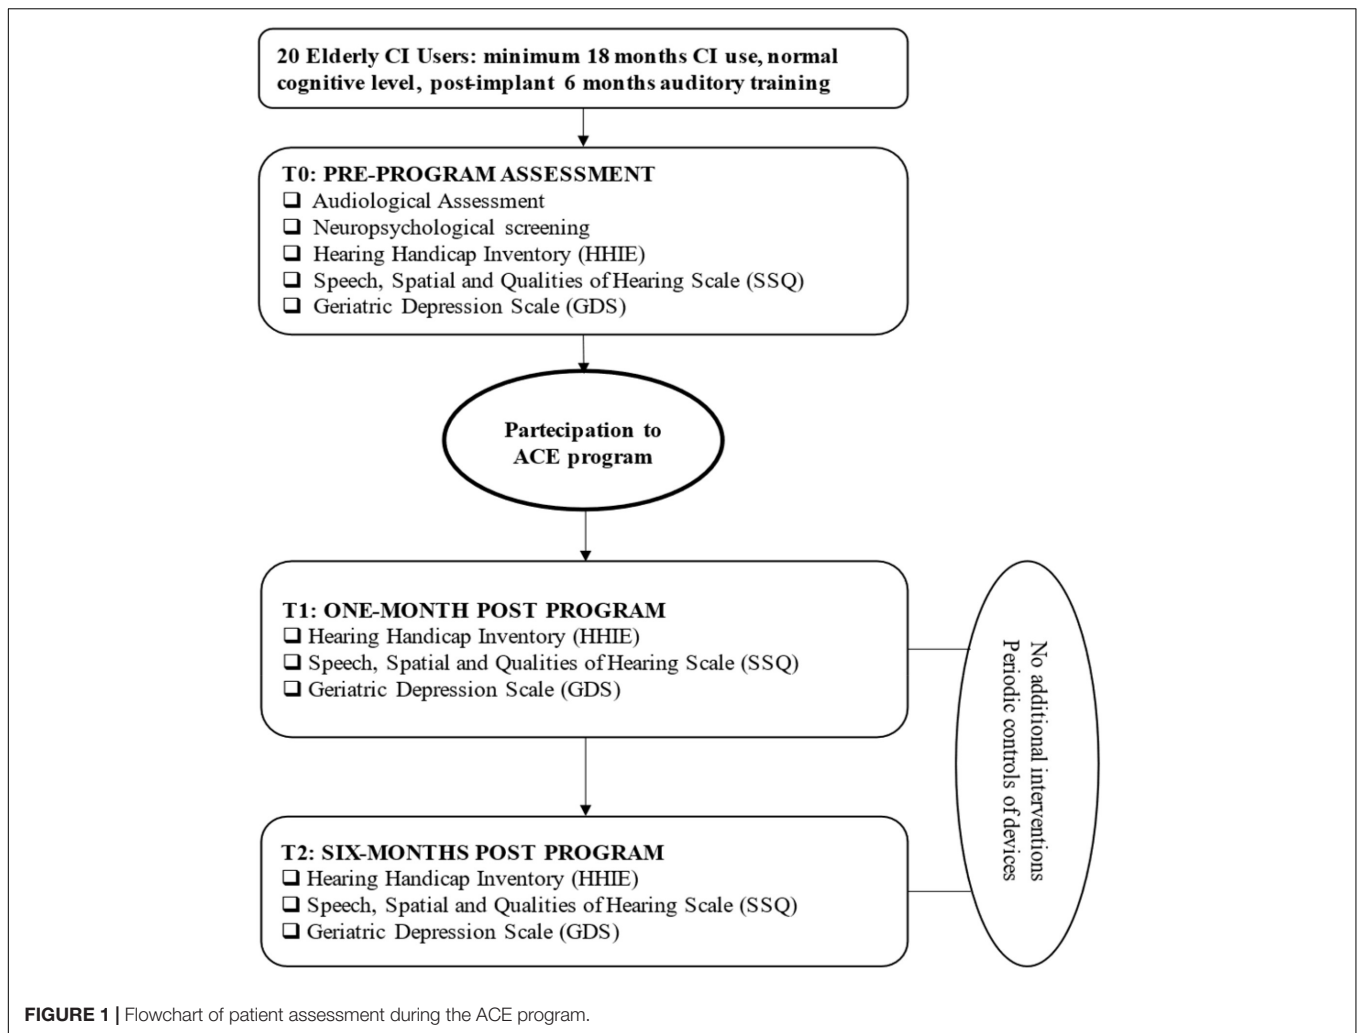 20 Elderly CI Users: minimum 18 months CI use, normal
cognitive level, post-implant 6 months auditory training
T0: PRE-PROGRAM ASSESSMENT
❑ Audiological Assessment
❑ Neuropsychological screening
❑ Hearing Handicap Inventory (HHIE)
❑ Speech, Spatial and Qualities of Hearing Scale (SSQ)
❑ Geriatric Depression Scale (GDS)
Partecipation to
ACE program
T1: ONE-MONTH POST PROGRAM
❑ Hearing Handicap Inventory (HHIE)
❑ Speech, Spatial and Qualities of Hearing Scale (SSQ)
❑ Geriatric Depression Scale (GDS)
No additional interventions
Periodic controls of devices
T2: SIX-MONTHS POST PROGRAM
❑ Hearing Handicap Inventory (HHIE)
❑ Speech, Spatial and Qualities of Hearing Scale (SSQ)
❑ Geriatric Depression Scale (GDS)
FIGURE 1 | Flowchart of patient assessment during the ACE program.